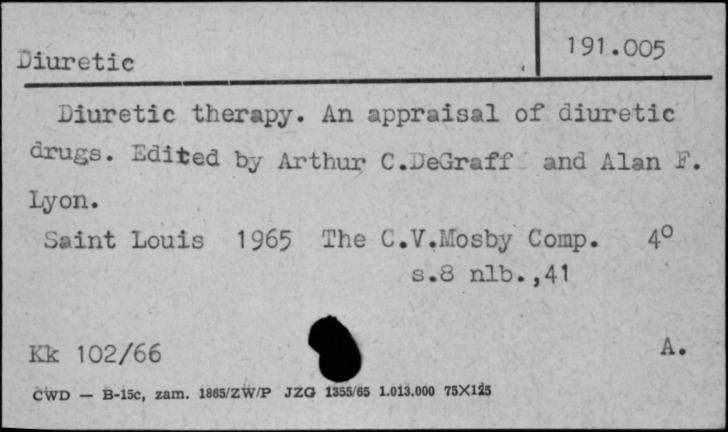 Diuretic
191.005
Diuretic therapy. An appraisal of diuretic
drugs. Edited by Arthur C.DeGraff and Alan F.
Lyon.
Saint Louis 1965 The C.V.Mosby Comp. 4°
s.8 nlb.,41
Kk 102/66
A.
CWD — B-15c, zam. 1865/ZW/P JZG 1355/65 1.013.000 75X125